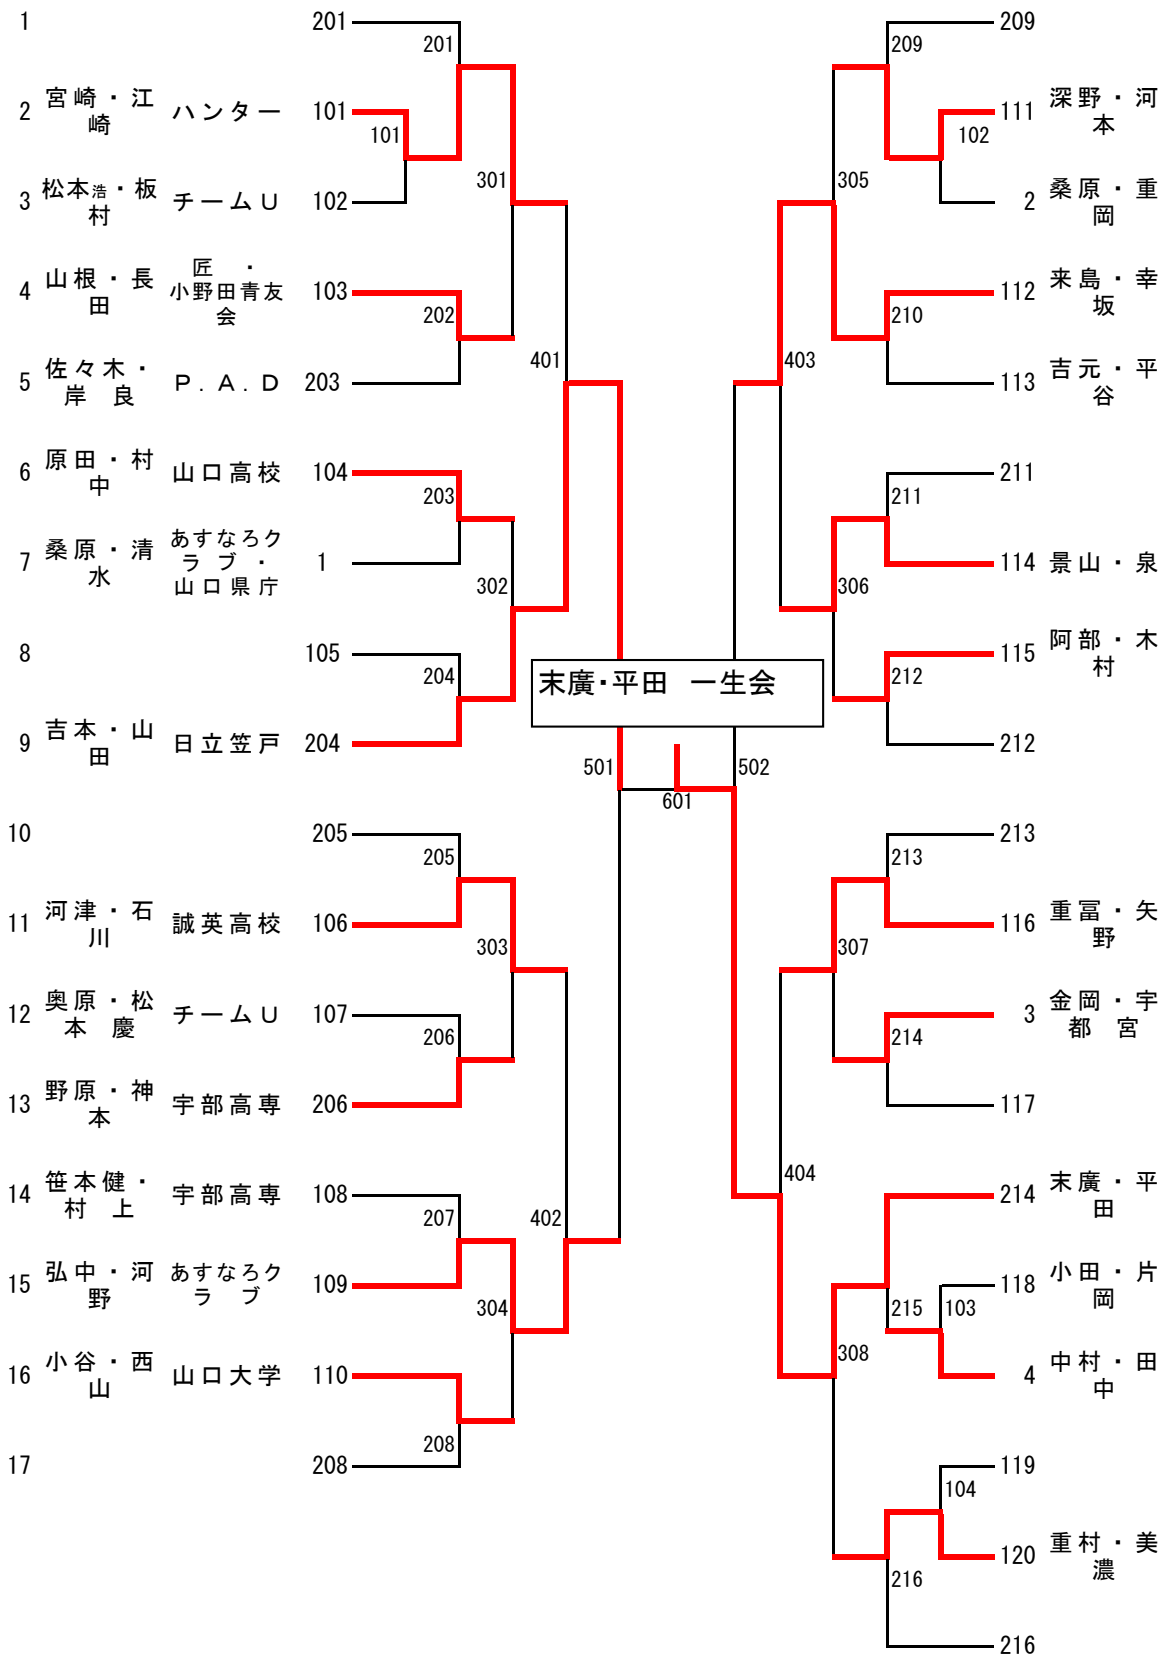 1 201
201
2 宮崎・江崎 ハンター 101
101
3 松本浩・板村 チームU 102
301
4 山根・長田 匠・小野田青友会 103
202
5 佐々木・岸良 P.A.D 203
401
6 原田・村中 山口高校 104
203
7 桑原・清水 あすなろクラブ・山口県庁 1
302
8 105
204
9 吉本・山田 日立笠戸 204
501
10 205
205
11 河津・石川 誠英高校 106
303
12 奥原・松本慶 チームU 107
206
13 野原・神本 宇部高専 206
14 笹本健・村上 宇部高専 108
207
402
15 弘中・河野 あすなろクラブ 109
304
16 小谷・西山 山口大学 110
208
17 208
末廣・平田 一生会
601
502
209
209
111 深野・河本
102
305
2 桑原・重岡
112 来島・幸坂
210
403
113 吉元・平谷
211
211
114 景山・泉
306
115 阿部・木村
212
212
213
213
116 重冨・矢野
307
3 金岡・宇都宮
214
117
404
214 末廣・平田
118 小田・片岡
215
103
308
4 中村・田中
119
104
120 重村・美濃
216
216